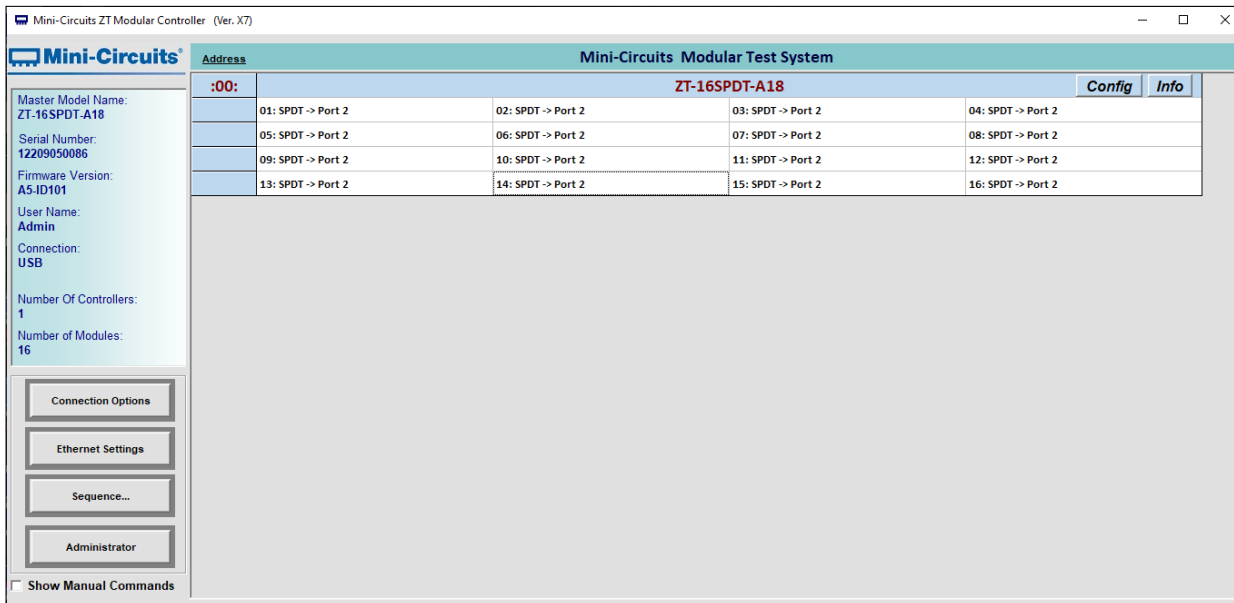 Mini-Circuits ZT Modular Controller (Ver. X7)
Mini-Circuits®
Address
Mini-Circuits Modular Test System
:00:
ZT-16SPDT-A18
Config
Info
01: SPDT -> Port 2
02: SPDT -> Port 2
03: SPDT -> Port 2
04: SPDT -> Port 2
05: SPDT -> Port 2
06: SPDT -> Port 2
07: SPDT -> Port 2
08: SPDT -> Port 2
09: SPDT -> Port 2
10: SPDT -> Port 2
11: SPDT -> Port 2
12: SPDT -> Port 2
13: SPDT -> Port 2
14: SPDT -> Port 2
15: SPDT -> Port 2
16: SPDT -> Port 2
Master Model Name:
ZT-16SPDT-A18
Serial Number:
12209050086
Firmware Version:
A5-ID101
User Name:
Admin
Connection:
USB
Number Of Controllers:
1
Number of Modules:
16
Connection Options
Ethernet Settings
Sequence...
Administrator
Show Manual Commands